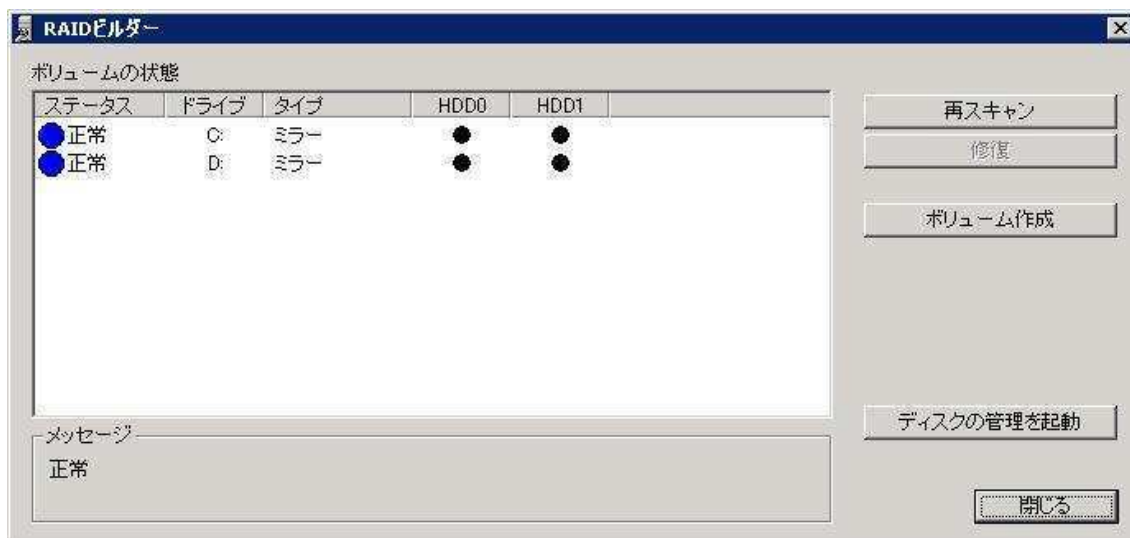 RAIDビルダー
ボリュームの状態
ステータス ドライブ タイプ HDD0 HDD1
正常 C: ミラー
正常 D: ミラー
再スキャン
修復
ボリューム作成
ディスクの管理を起動
メッセージ
正常
閉じる